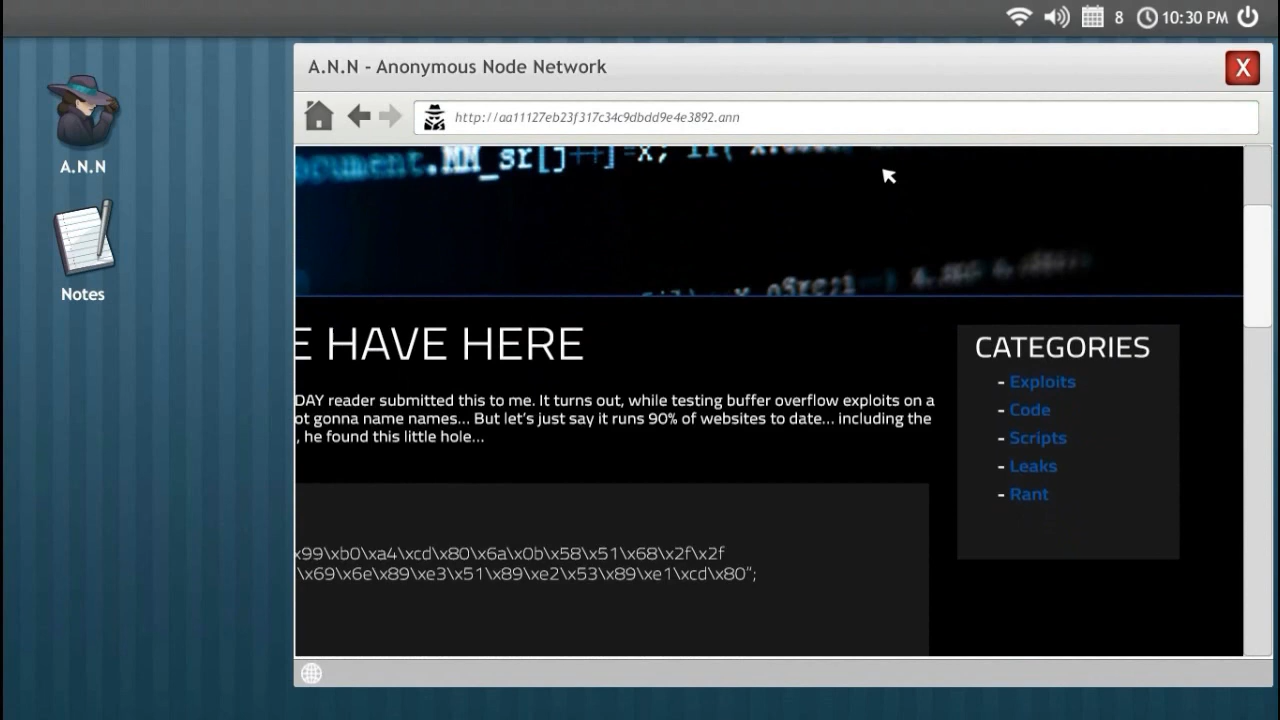 8 10:30 PM
A.N.N - Anonymous Node Network
X
http://aa11127eb23f317c34c9dbdd9e4e3892.ann
A.N.N
Notes
ocument.MM_sr[]++]=x; if(
E HAVE HERE
DAY reader submitted this to me. It turns out, while testing buffer overflow exploits on a
ot gonna name names... But let's just say it runs 90% of websites to date... including the
, he found this little hole...
x99\xb0\xa4\xcd\x80\x6a\x0b\x58\x51\x68\x2f\x2f
\x69\x6e\x89\xe3\x51\x89\xe2\x53\x89\xe1\xcd\x80";
CATEGORIES
- Exploits
- Code
- Scripts
- Leaks
- Rant